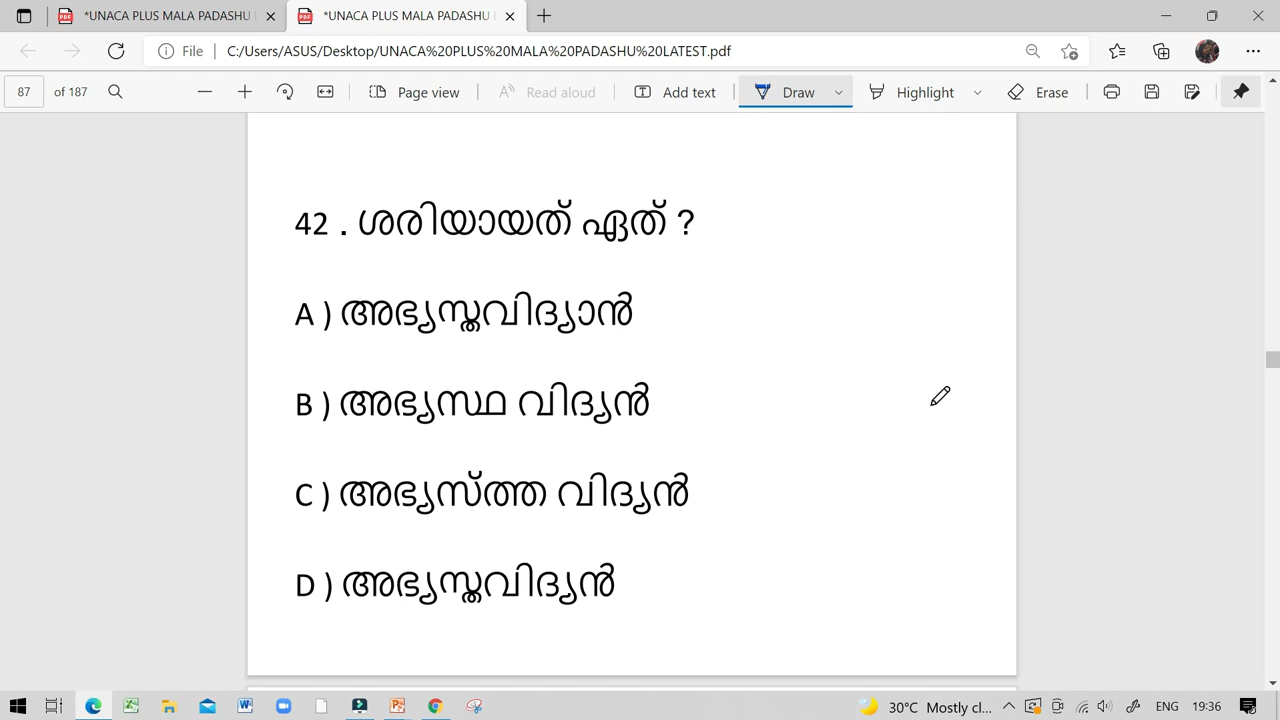 *UNACA PLUS MALA PADASHU
*UNACA PLUS MALA PADASHU
File
C:/Users/ASUS/Desktop/UNACA%20PLUS%20MALA%20PADASHU%20LATEST.pdf
87 of 187
Page view
Read aloud
Add text
Draw
Highlight
Erase
42 . ശരിയായത് ഏത് ?
A ) അഭ്യസ്തവിദ്യാൻ
B ) അഭ്യസ്ഥ വിദ്യൻ
C ) അഭ്യസ്ത്ത വിദ്യൻ
D ) അഭ്യസ്തവിദ്യൻ
30°C Mostly cl... ENG 19:36